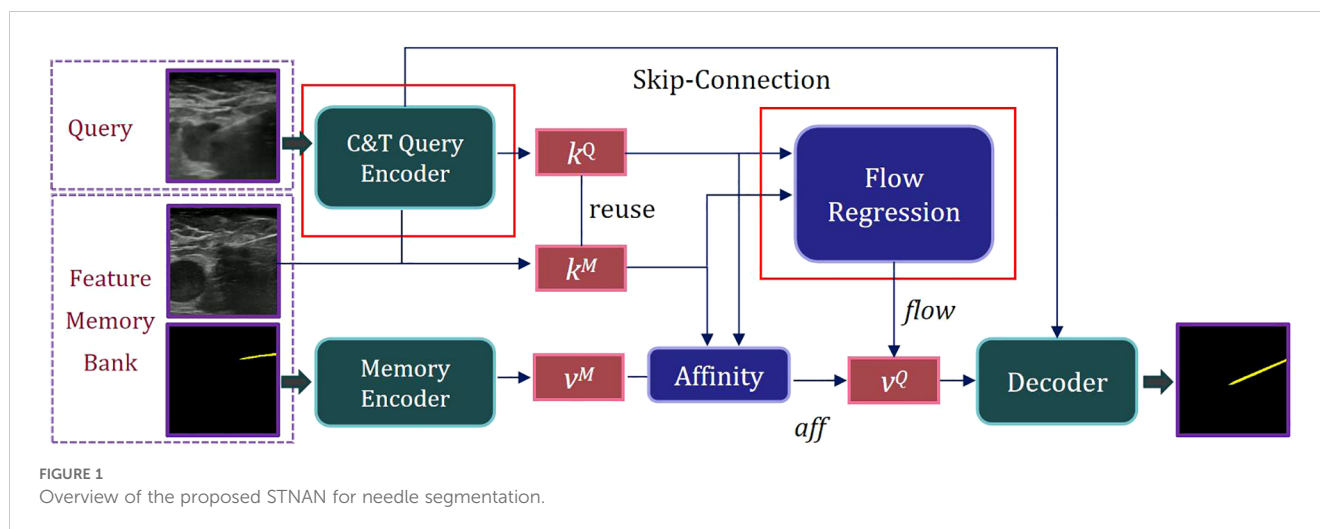 Skip-Connection
Query
C&T Query
Encoder
k^Q
reuse
k^M
Flow
Regression
flow
Feature
Memory
Bank
Memory
Encoder
v^M
Affinity
aff
v^Q
Decoder
FIGURE 1
Overview of the proposed STNAN for needle segmentation.